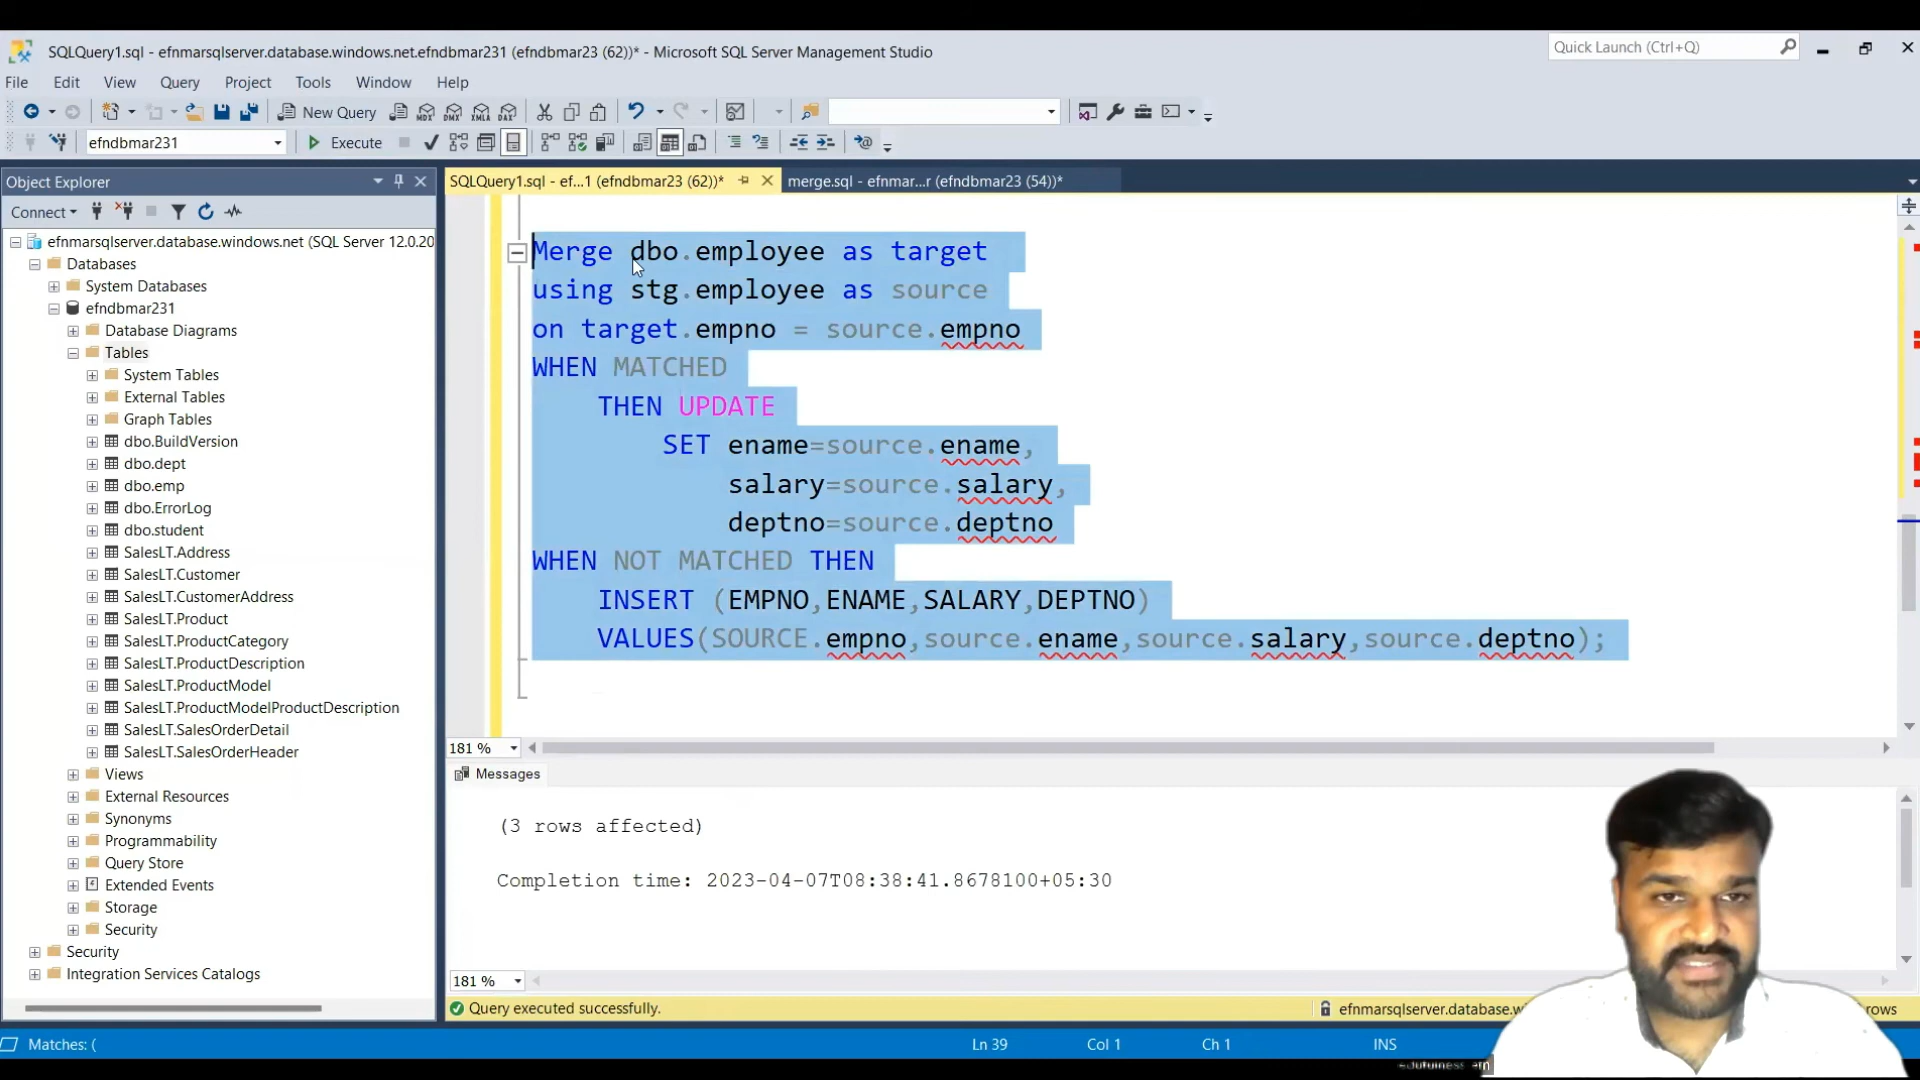 SQLQuery1.sql - efnmarsqlserver.database.windows.net.efndbmar231 (efndbmar23 (62))* - Microsoft SQL Server Management Studio
Quick Launch (Ctrl+Q)
File Edit View Query Project Tools Window Help
New Query MDX DMX XMLA DAX
efndbmar231 Execute
Object Explorer
SQLQuery1.sql - ef...1 (efndbmar23 (62))*
merge.sql - efnmar...r (efndbmar23 (54))*
Connect
efnmarsqlserver.database.windows.net (SQL Server 12.0.20
Databases
System Databases
efndbmar231
Database Diagrams
Tables
System Tables
External Tables
Graph Tables
dbo.BuildVersion
dbo.dept
dbo.emp
dbo.ErrorLog
dbo.student
SalesLT.Address
SalesLT.Customer
SalesLT.CustomerAddress
SalesLT.Product
SalesLT.ProductCategory
SalesLT.ProductDescription
SalesLT.ProductModel
SalesLT.ProductModelProductDescription
SalesLT.SalesOrderDetail
SalesLT.SalesOrderHeader
Views
External Resources
Synonyms
Programmability
Query Store
Extended Events
Storage
Security
Security
Integration Services Catalogs
Merge dbo.employee as target
using stg.employee as source
on target.empno = source.empno
WHEN MATCHED
THEN UPDATE
SET ename=source.ename,
salary=source.salary,
deptno=source.deptno
WHEN NOT MATCHED THEN
INSERT (EMPNO,ENAME,SALARY,DEPTNO)
VALUES(SOURCE.empno,source.ename,source.salary,source.deptno);
181 %
Messages
(3 rows affected)
Completion time: 2023-04-07T08:38:41.8678100+05:30
181 %
Query executed successfully.
efnmarsqlserver.database.wi
rows
Matches: (
Ln 39
Col 1
Ch 1
INS